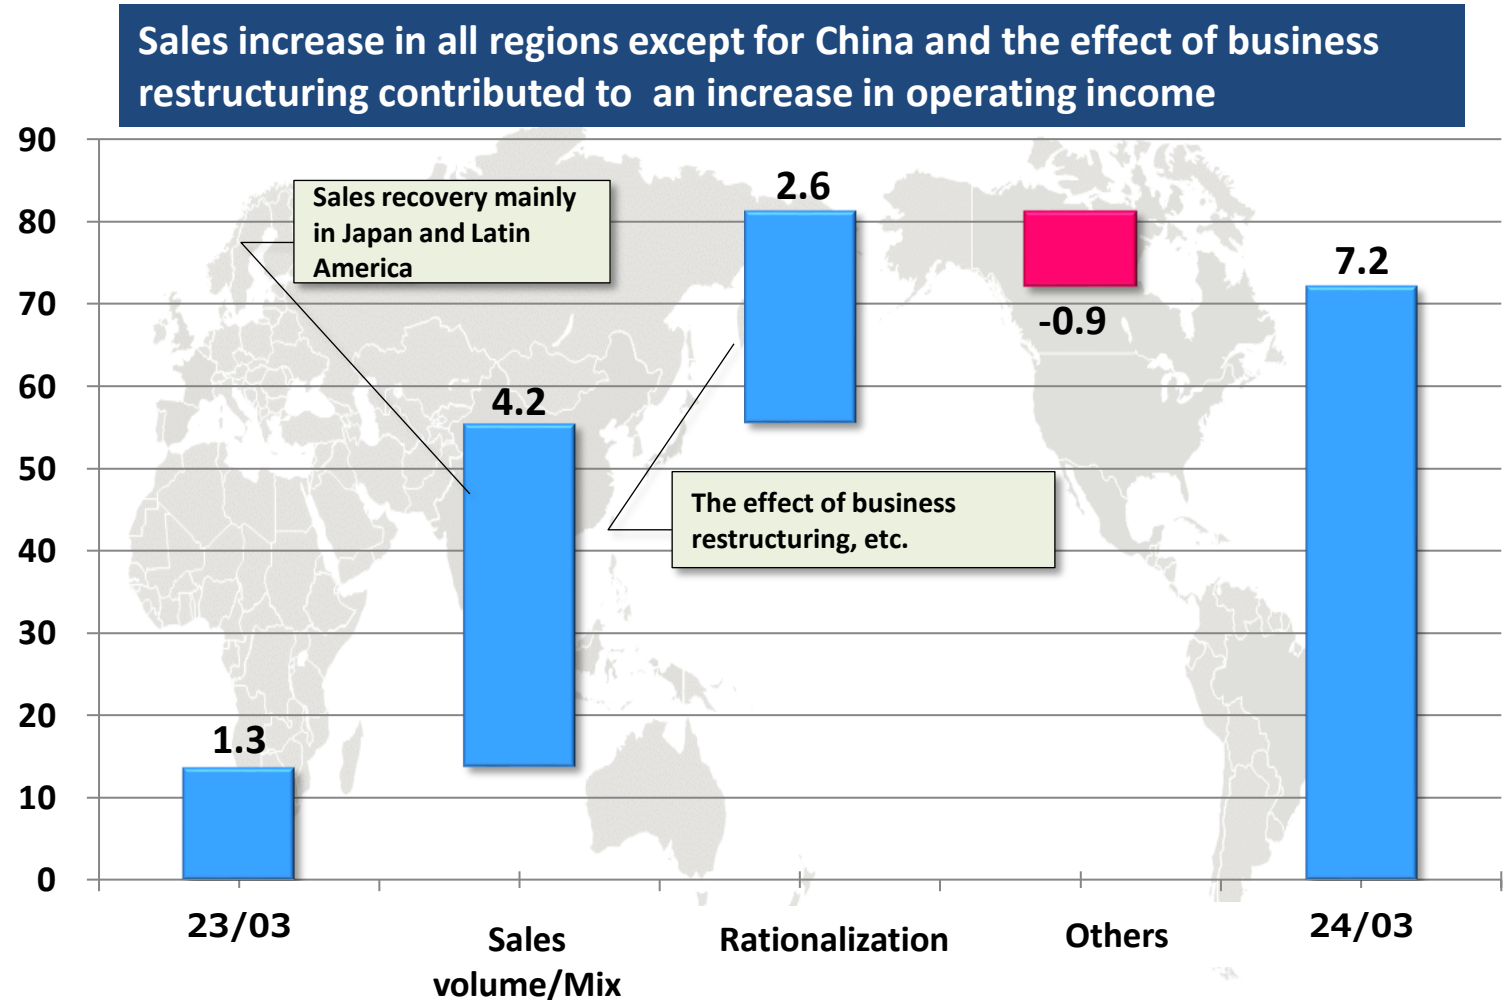 Sales increase in all regions except for China and the effect of business
restructuring contributed to  an increase in operating income
90
80
70
60
50
40
30
20
10
0
Sales recovery mainly
in Japan and Latin
America
2.6
7.2
-0.9
4.2
The effect of business
restructuring, etc.
1.3
23/03
Sales
volume/Mix
Rationalization
Others
24/03